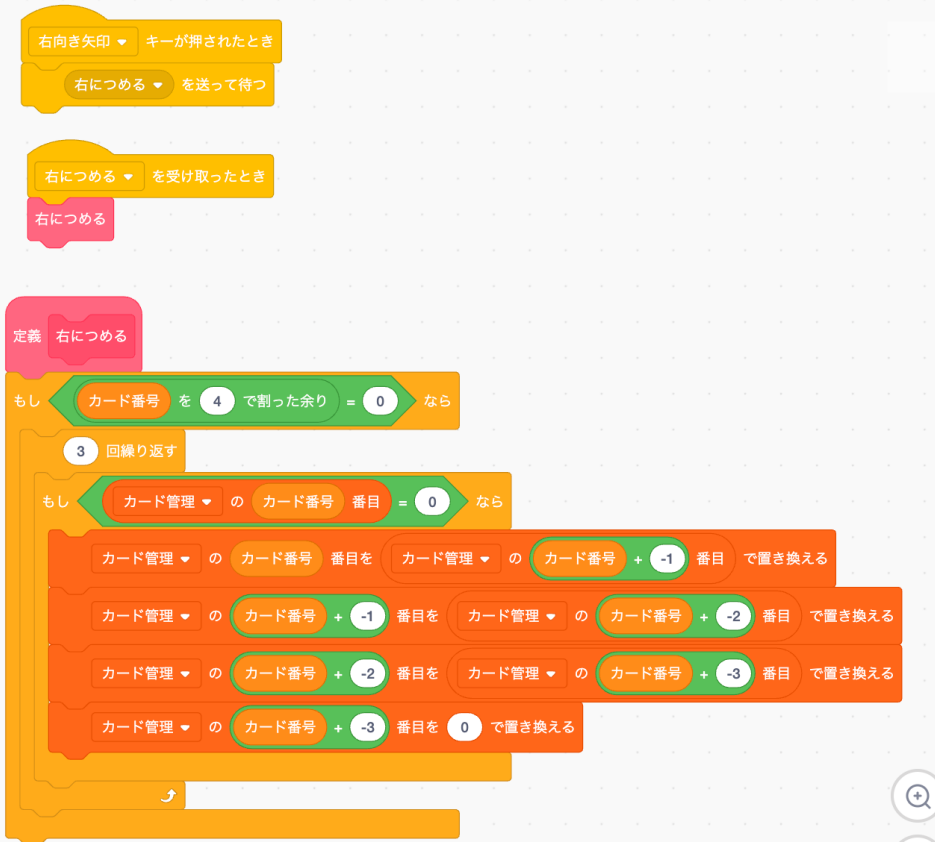 右向き矢印 キーが押されたとき
右につめる を送って待つ
右につめる を受け取ったとき
右につめる
定義 右につめる
もし カード番号 を 4 で割った余り = 0 なら
3 回繰り返す
もし カード管理 の カード番号 番目 = 0 なら
カード管理 の カード番号 番目を カード管理 の カード番号 + -1 番目 で置き換える
カード管理 の カード番号 + -1 番目を カード管理 の カード番号 + -2 番目 で置き換える
カード管理 の カード番号 + -2 番目を カード管理 の カード番号 + -3 番目 で置き換える
カード管理 の カード番号 + -3 番目を 0 で置き換える